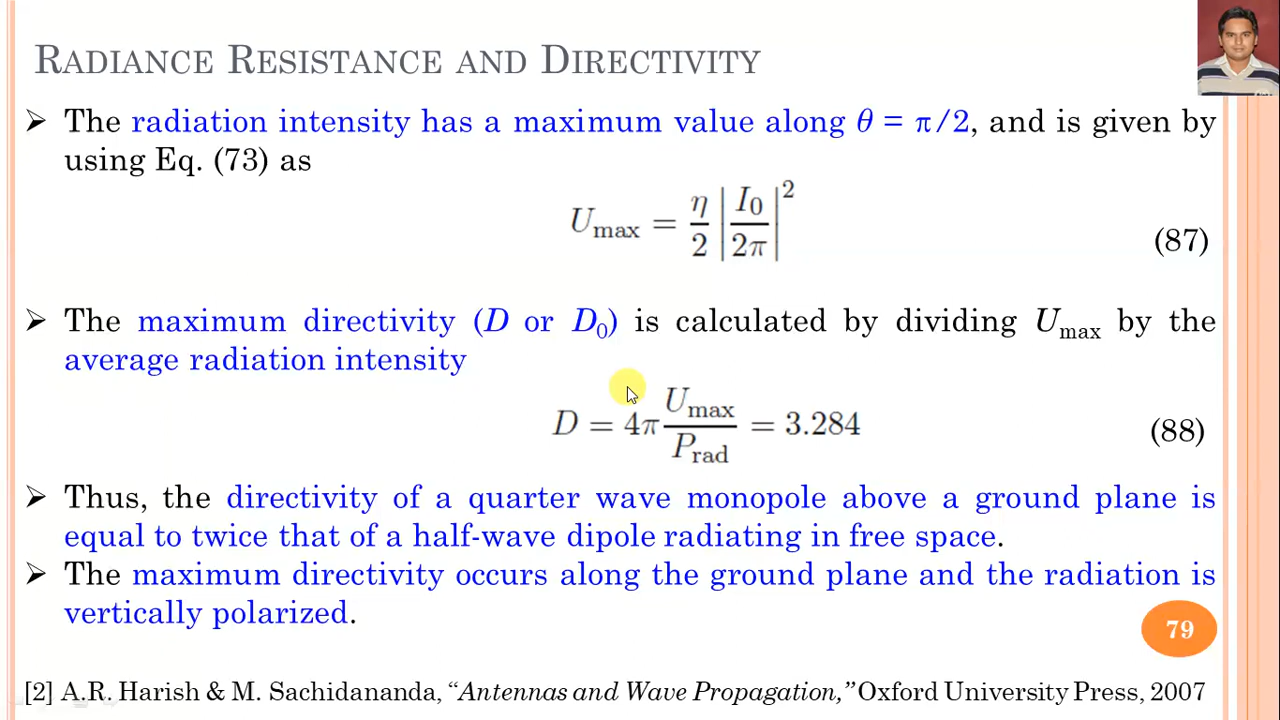 RADIANCE RESISTANCE AND DIRECTIVITY
➢ The radiation intensity has a maximum value along θ = π/2, and is given by
using Eq. (73) as
U_max = η/2 |I₀/2π|²
(87)
➢ The maximum directivity (D or D₀) is calculated by dividing U_max by the
average radiation intensity
D = 4π U_max/P_rad = 3.284
(88)
➢ Thus, the directivity of a quarter wave monopole above a ground plane is
equal to twice that of a half-wave dipole radiating in free space.
➢ The maximum directivity occurs along the ground plane and the radiation is
vertically polarized.
79
[2] A.R. Harish & M. Sachidananda, “Antennas and Wave Propagation,” Oxford University Press, 2007